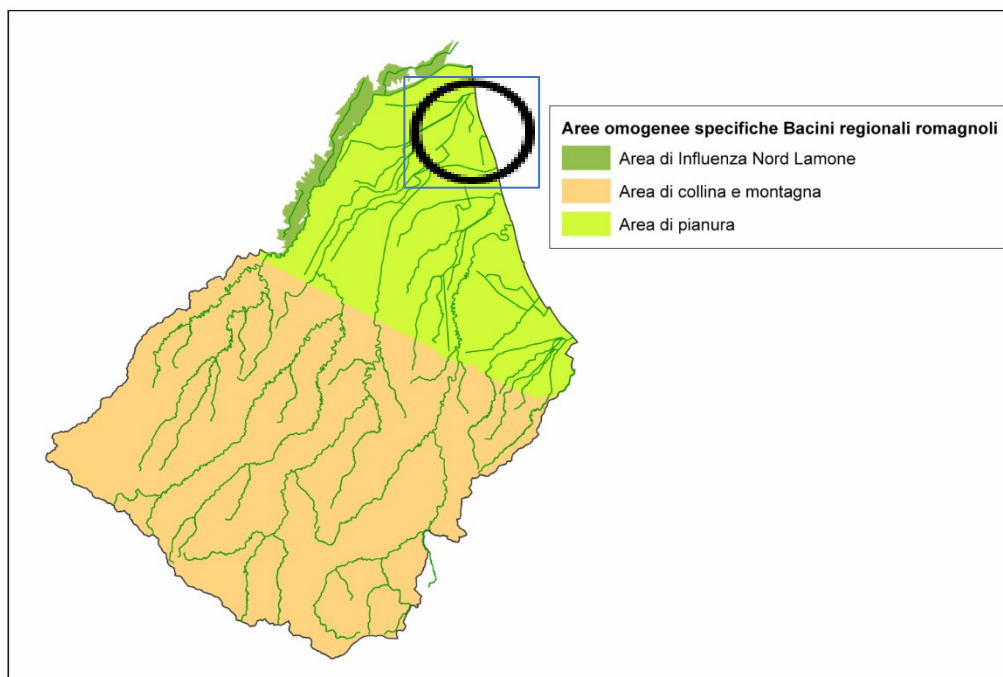 Aree omogenee specifiche Bacini regionali romagnoli
Area di Influenza Nord Lamone
Area di collina e montagna
Area di pianura